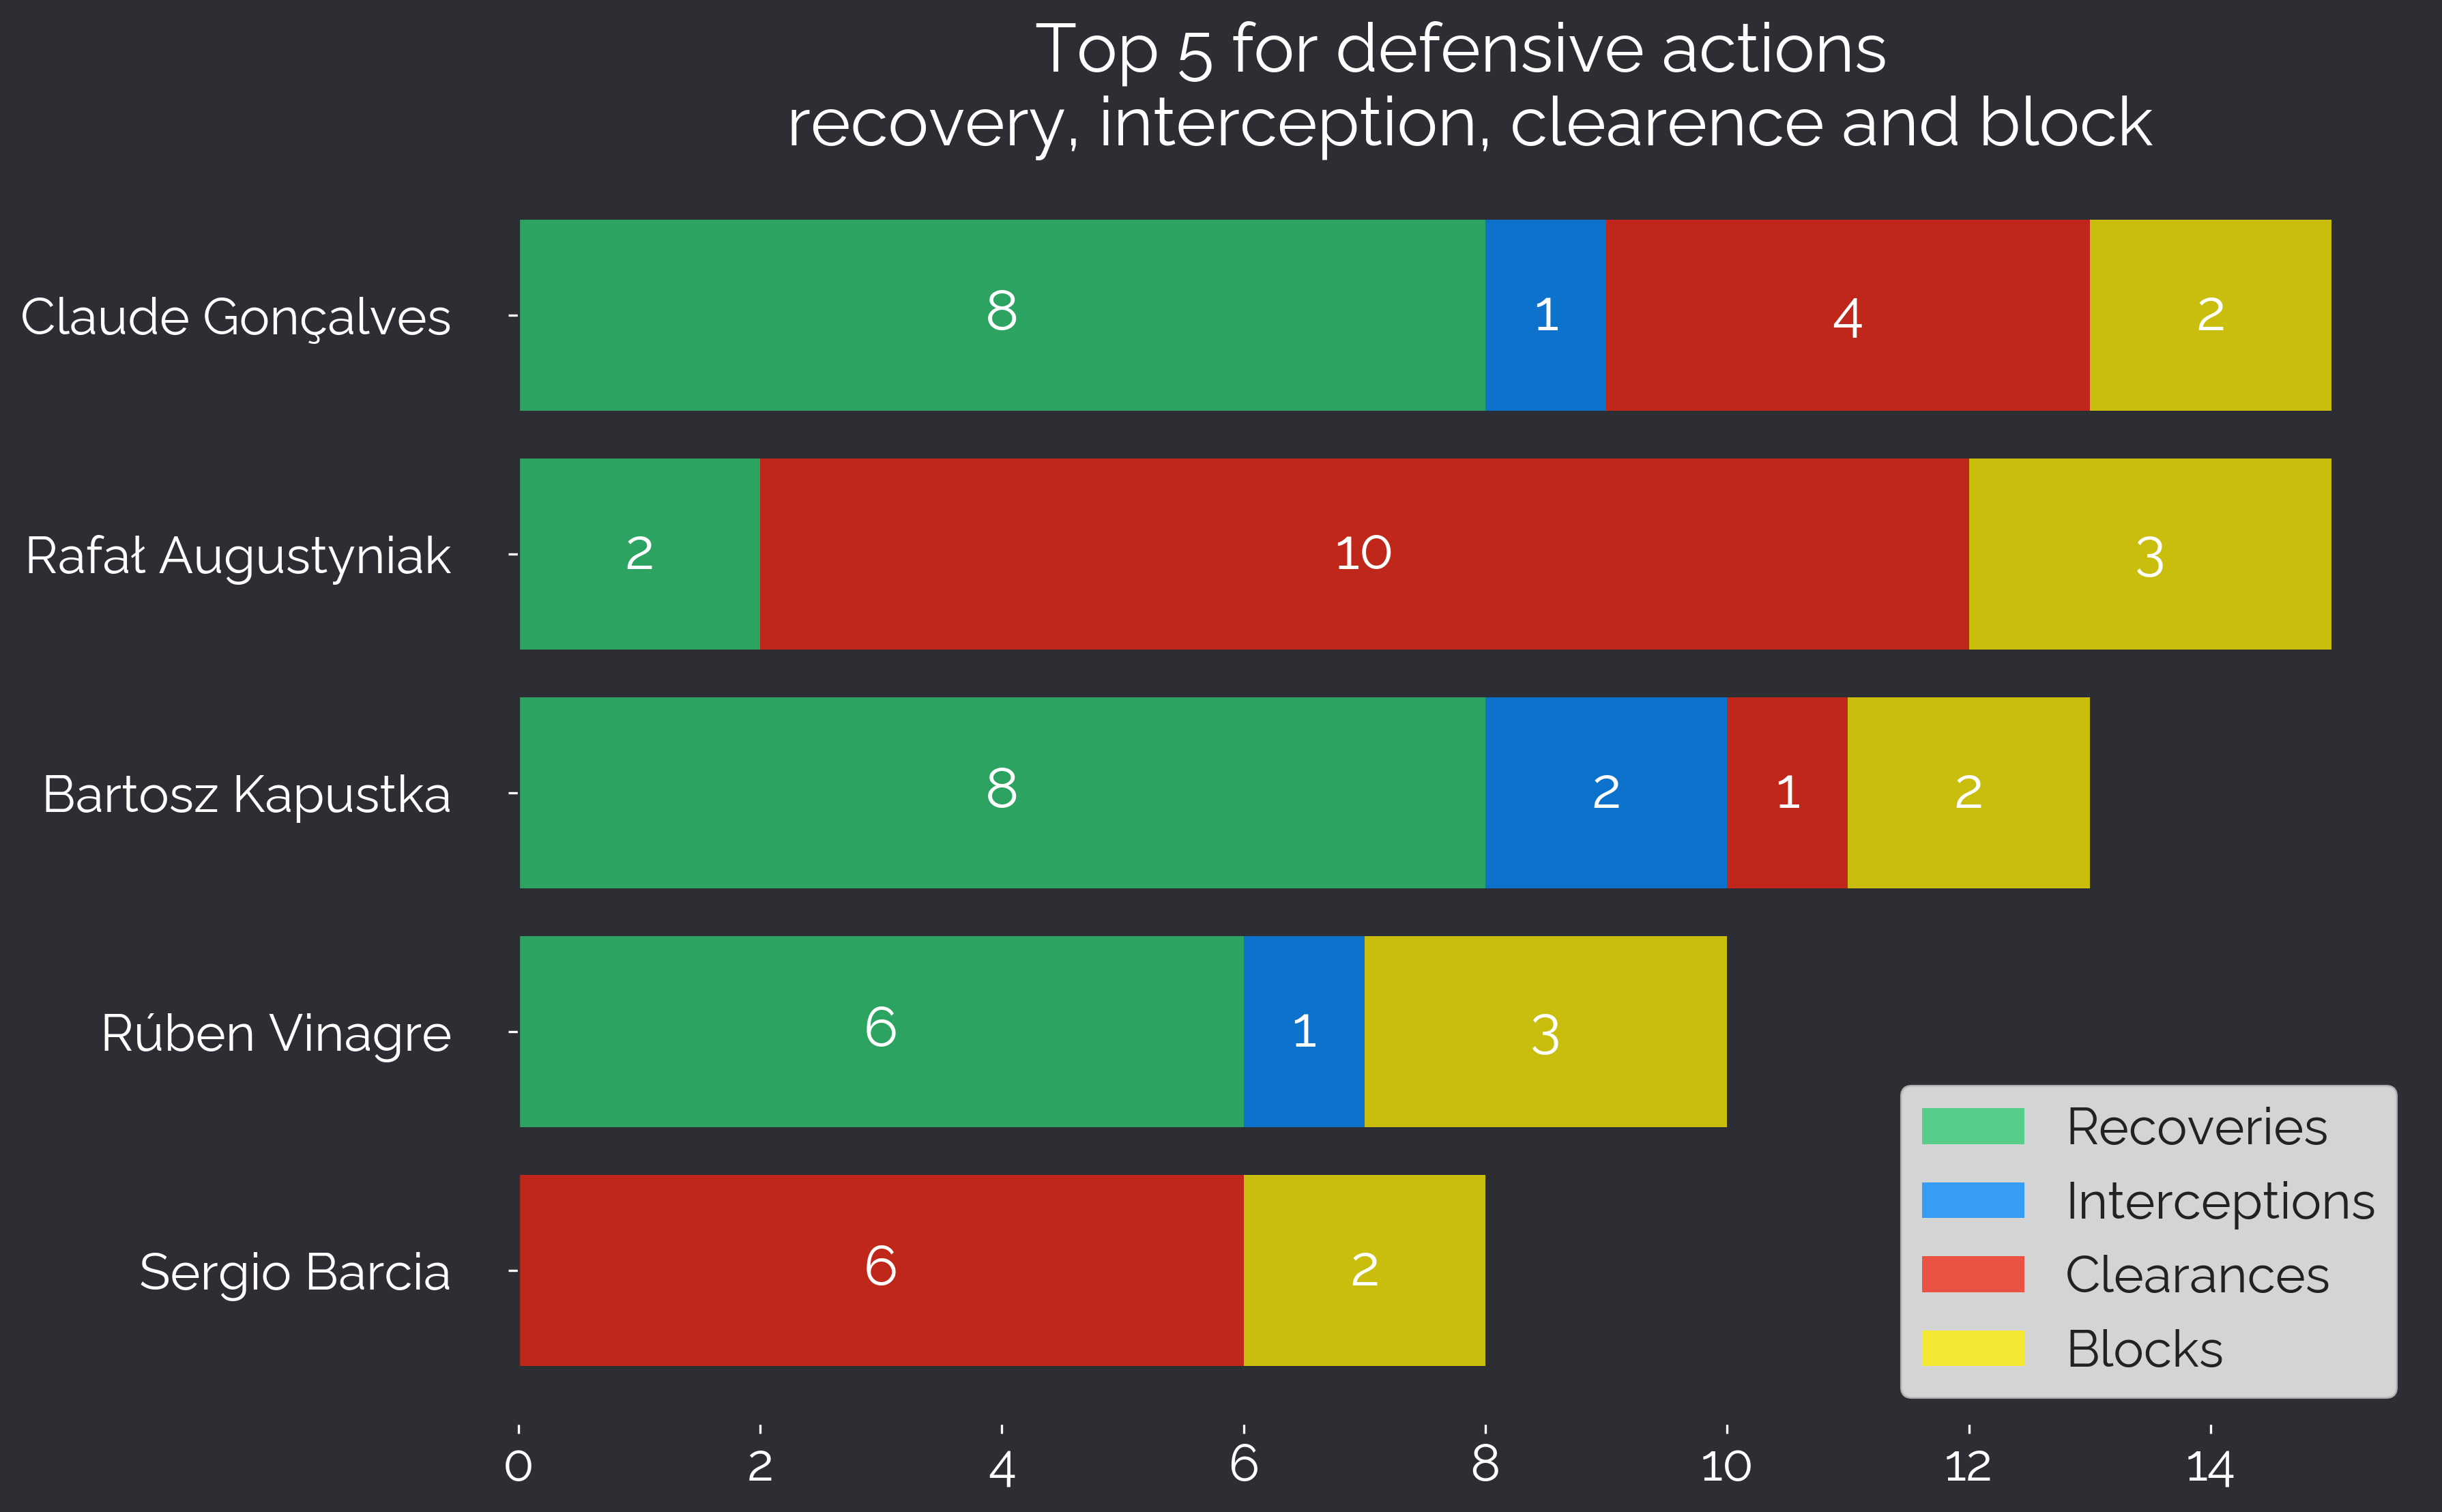 Top 5 for defensive actions
recovery, interception, clearence and block
Claude Gonçalves 8 1 4 2
Rafał Augustyniak 2 10 3
Bartosz Kapustka 8 2 1 2
Rúben Vinagre 6 1 3
Sergio Barcia 6 2
Recoveries
Interceptions
Clearances
Blocks
0 2 4 6 8 10 12 14